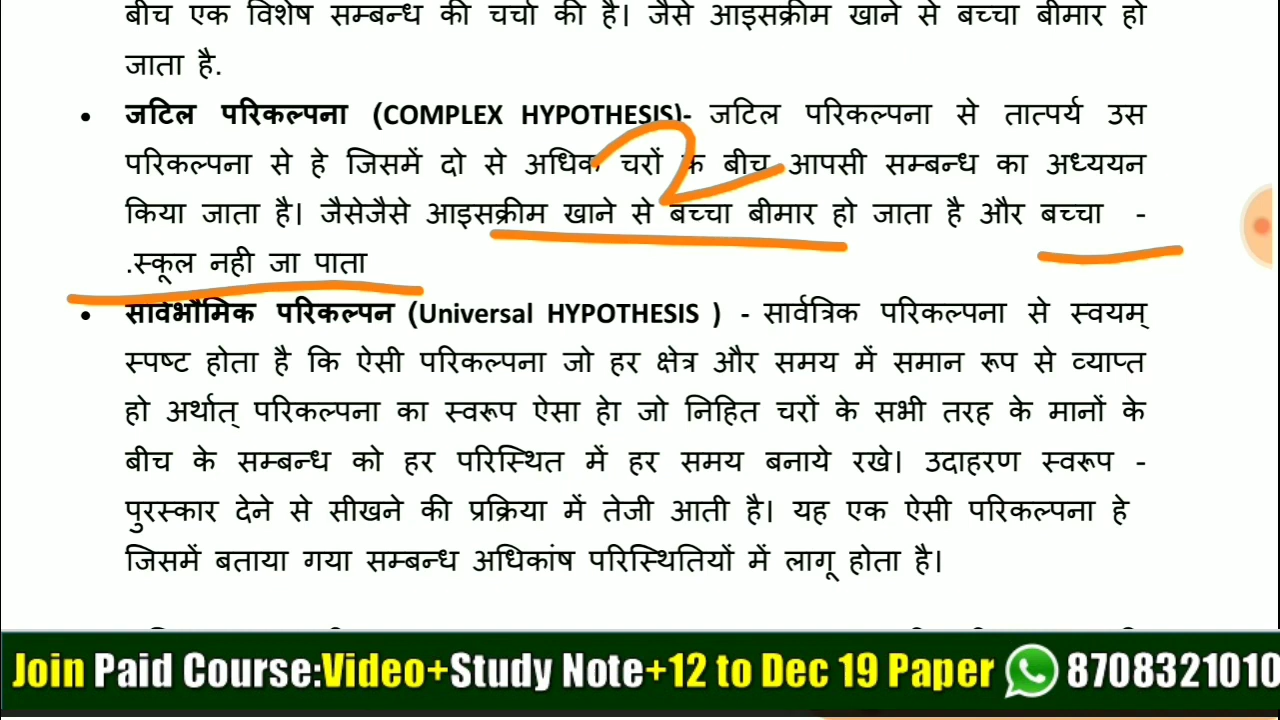 बीच एक विशेष सम्बन्ध की चर्चा की है। जैसे आइसक्रीम खाने से बच्चा बीमार हो
जाता है.
• जटिल परिकल्पना (COMPLEX HYPOTHESIS)- जटिल परिकल्पना से तात्पर्य उस
परिकल्पना से हे जिसमें दो से अधिक चरों के बीच आपसी सम्बन्ध का अध्ययन
किया जाता है। जैसेजैसे आइसक्रीम खाने से बच्चा बीमार हो जाता है और बच्चा -
.स्कूल नही जा पाता
• सार्वभौमिक परिकल्पन (Universal HYPOTHESIS ) - सार्वत्रिक परिकल्पना से स्वयम्
स्पष्ट होता है कि ऐसी परिकल्पना जो हर क्षेत्र और समय में समान रूप से व्याप्त
हो अर्थात् परिकल्पना का स्वरूप ऐसा हेा जो निहित चरों के सभी तरह के मानों के
बीच के सम्बन्ध को हर परिस्थित में हर समय बनाये रखे। उदाहरण स्वरूप -
पुरस्कार देने से सीखने की प्रक्रिया में तेजी आती है। यह एक ऐसी परिकल्पना हे
जिसमें बताया गया सम्बन्ध अधिकांष परिस्थितियों में लागू होता है।
Join Paid Course:Video+Study Note+12 to Dec 19 Paper 8708321010